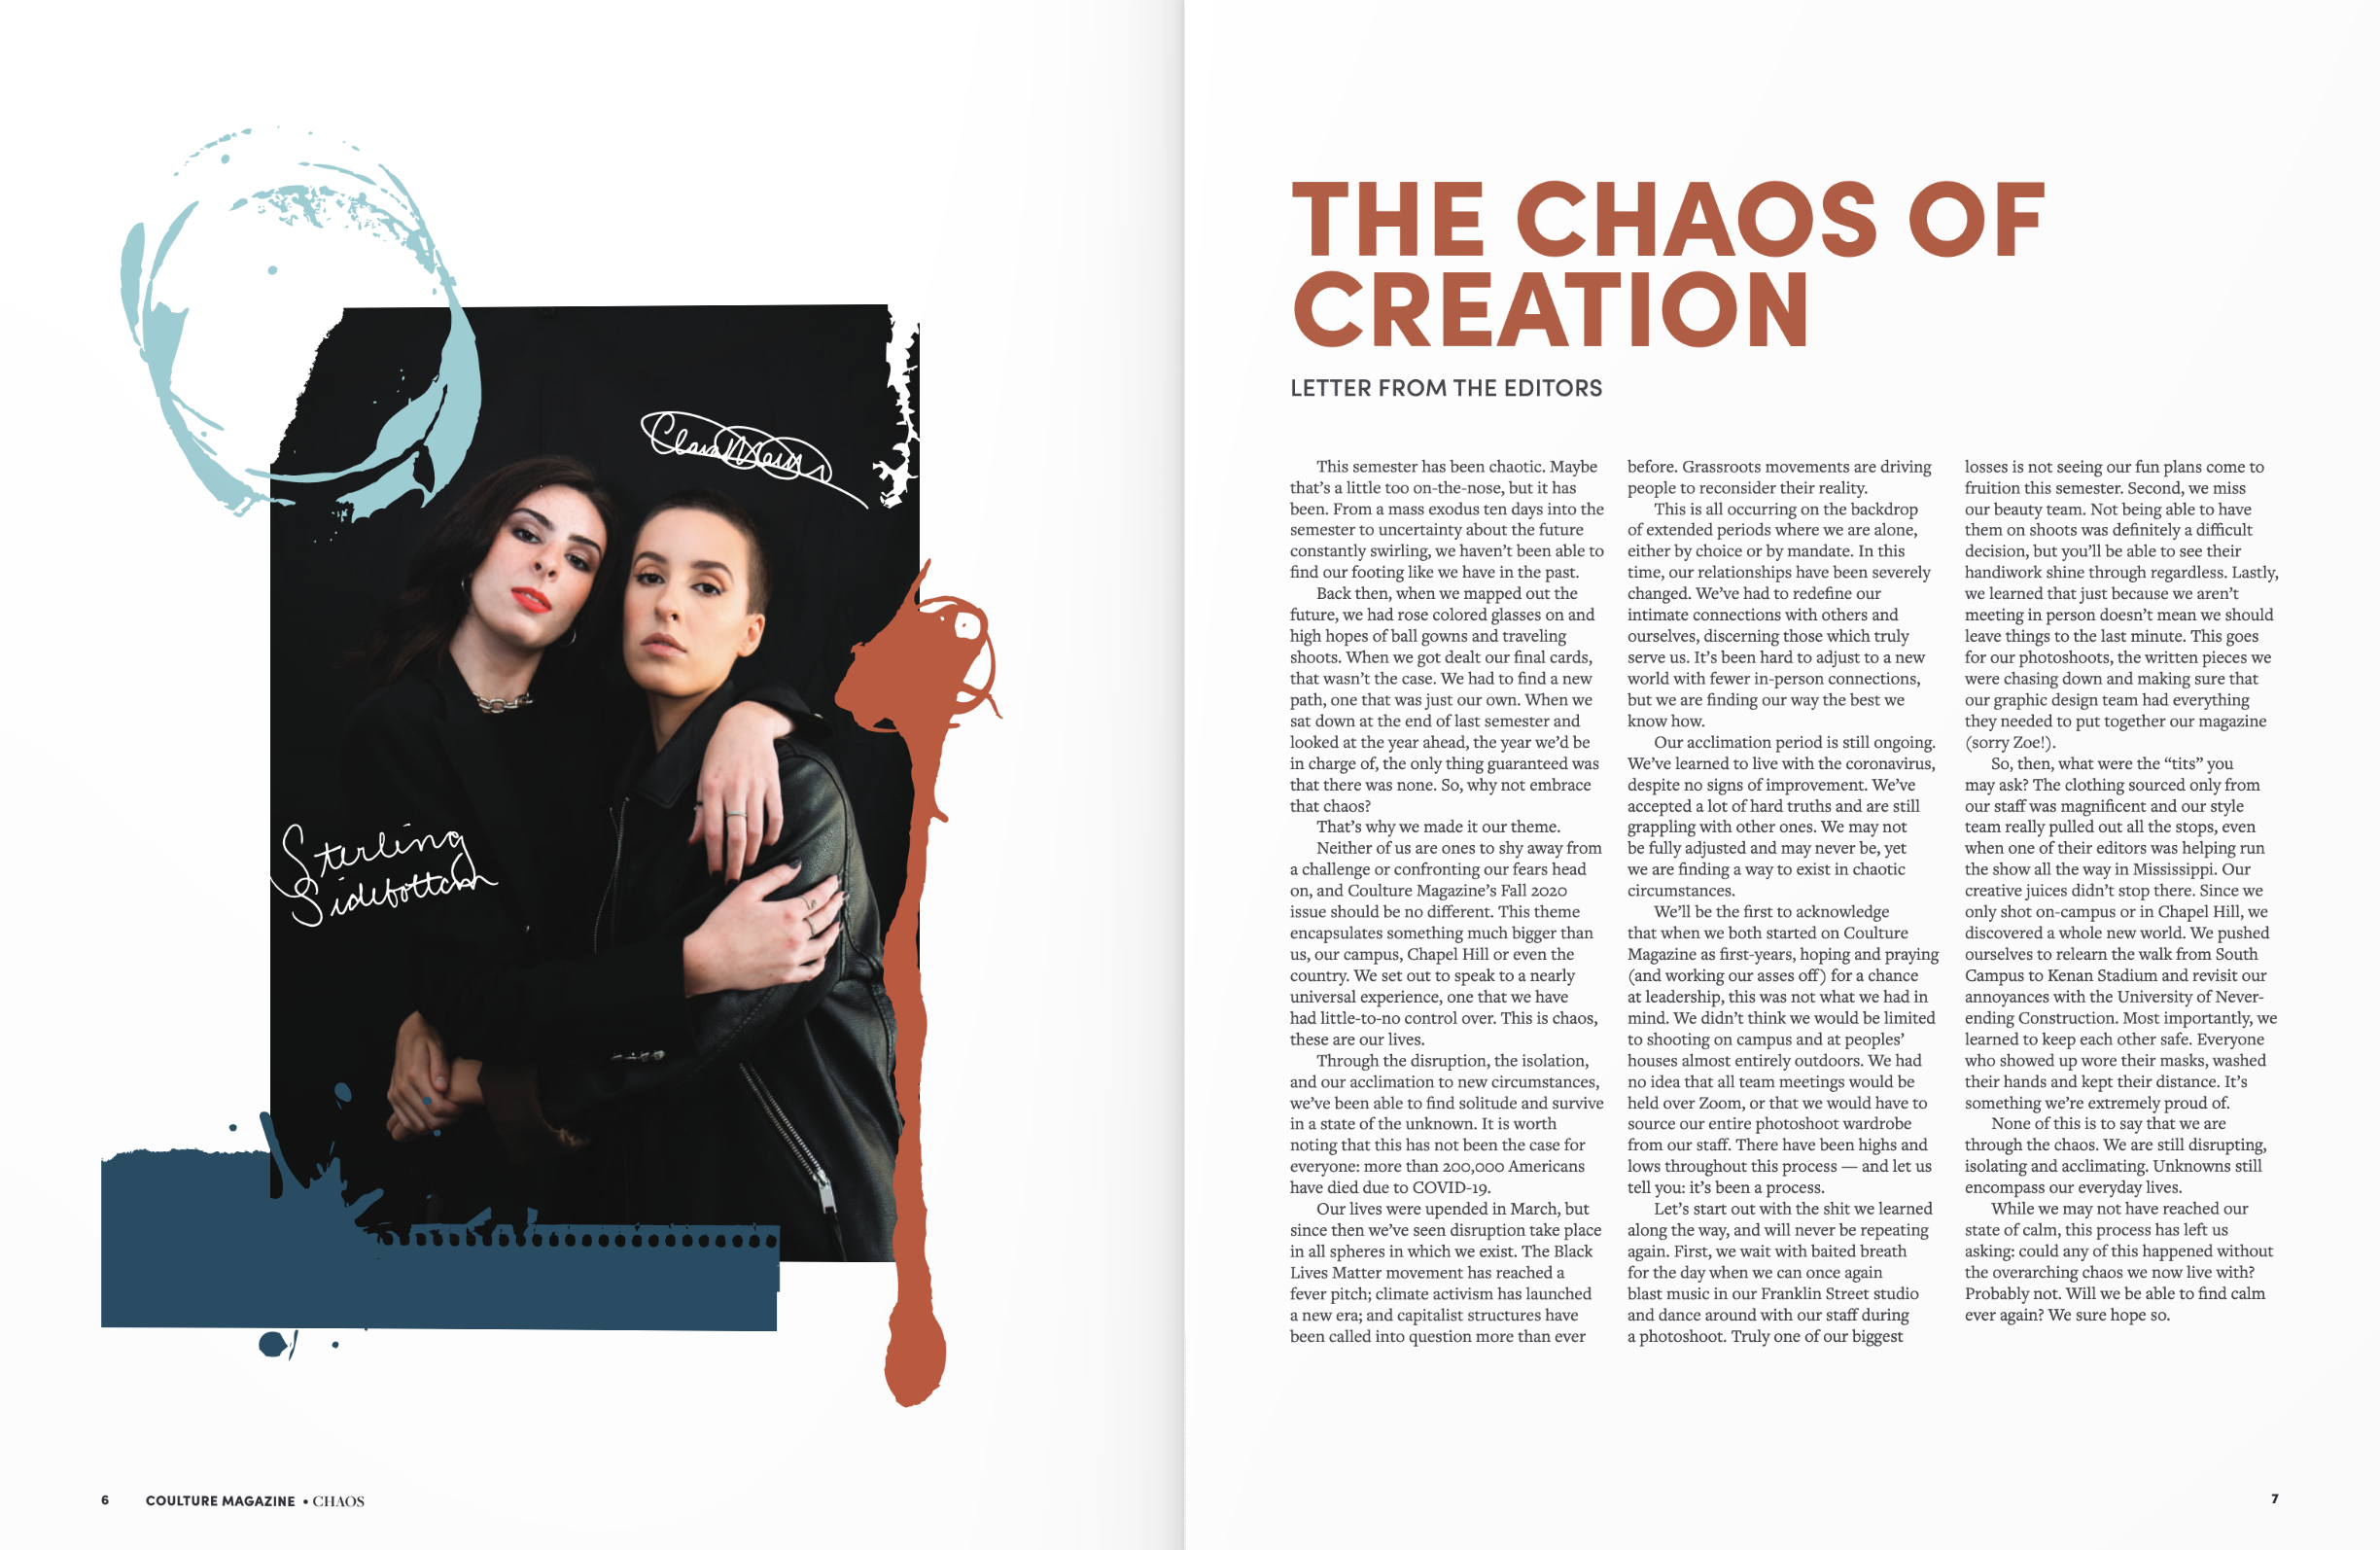 Clara
Sterling
Sidebottom
6 COULTURE MAGAZINE • CHAOS
THE CHAOS OF
CREATION
LETTER FROM THE EDITORS
This semester has been chaotic. Maybe
that’s a little too on-the-nose, but it has
been. From a mass exodus ten days into the
semester to uncertainty about the future
constantly swirling, we haven’t been able to
find our footing like we have in the past.
Back then, when we mapped out the
future, we had rose colored glasses on and
high hopes of ball gowns and traveling
shoots. When we got dealt our final cards,
that wasn’t the case. We had to find a new
path, one that was just our own. When we
sat down at the end of last semester and
looked at the year ahead, the year we’d be
in charge of, the only thing guaranteed was
that there was none. So, why not embrace
that chaos?
That’s why we made it our theme.
Neither of us are ones to shy away from
a challenge or confronting our fears head
on, and Coulture Magazine’s Fall 2020
issue should be no different. This theme
encapsulates something much bigger than
us, our campus, Chapel Hill or even the
country. We set out to speak to a nearly
universal experience, one that we have
had little-to-no control over. This is chaos,
these are our lives.
Through the disruption, the isolation,
and our acclimation to new circumstances,
we’ve been able to find solitude and survive
in a state of the unknown. It is worth
noting that this has not been the case for
everyone: more than 200,000 Americans
have died due to COVID-19.
Our lives were upended in March, but
since then we’ve seen disruption take place
in all spheres in which we exist. The Black
Lives Matter movement has reached a
fever pitch; climate activism has launched
a new era; and capitalist structures have
been called into question more than ever
before. Grassroots movements are driving
people to reconsider their reality.
This is all occurring on the backdrop
of extended periods where we are alone,
either by choice or by mandate. In this
time, our relationships have been severely
changed. We’ve had to redefine our
intimate connections with others and
ourselves, discerning those which truly
serve us. It’s been hard to adjust to a new
world with fewer in-person connections,
but we are finding our way the best we
know how.
Our acclimation period is still ongoing.
We’ve learned to live with the coronavirus,
despite no signs of improvement. We’ve
accepted a lot of hard truths and are still
grappling with other ones. We may not
be fully adjusted and may never be, yet
we are finding a way to exist in chaotic
circumstances.
We’ll be the first to acknowledge
that when we both started on Coulture
Magazine as first-years, hoping and praying
(and working our asses off) for a chance
at leadership, this was not what we had in
mind. We didn’t think we would be limited
to shooting on campus and at peoples’
houses almost entirely outdoors. We had
no idea that all team meetings would be
held over Zoom, or that we would have to
source our entire photoshoot wardrobe
from our staff. There have been highs and
lows throughout this process — and let us
tell you: it’s been a process.
Let’s start out with the shit we learned
along the way, and will never be repeating
again. First, we wait with baited breath
for the day when we can once again
blast music in our Franklin Street studio
and dance around with our staff during
a photoshoot. Truly one of our biggest
losses is not seeing our fun plans come to
fruition this semester. Second, we miss
our beauty team. Not being able to have
them on shoots was definitely a difficult
decision, but you’ll be able to see their
handiwork shine through regardless. Lastly,
we learned that just because we aren’t
meeting in person doesn’t mean we should
leave things to the last minute. This goes
for our photoshoots, the written pieces we
were chasing down and making sure that
our graphic design team had everything
they needed to put together our magazine
(sorry Zoe!).
So, then, what were the “tits” you
may ask? The clothing sourced only from
our staff was magnificent and our style
team really pulled out all the stops, even
when one of their editors was helping run
the show all the way in Mississippi. Our
creative juices didn’t stop there. Since we
only shot on-campus or in Chapel Hill, we
discovered a whole new world. We pushed
ourselves to relearn the walk from South
Campus to Kenan Stadium and revisit our
annoyances with the University of Never-
ending Construction. Most importantly, we
learned to keep each other safe. Everyone
who showed up wore their masks, washed
their hands and kept their distance. It’s
something we’re extremely proud of.
None of this is to say that we are
through the chaos. We are still disrupting,
isolating and acclimating. Unknowns still
encompass our everyday lives.
While we may not have reached our
state of calm, this process has left us
asking: could any of this happened without
the overarching chaos we now live with?
Probably not. Will we be able to find calm
ever again? We sure hope so.
7